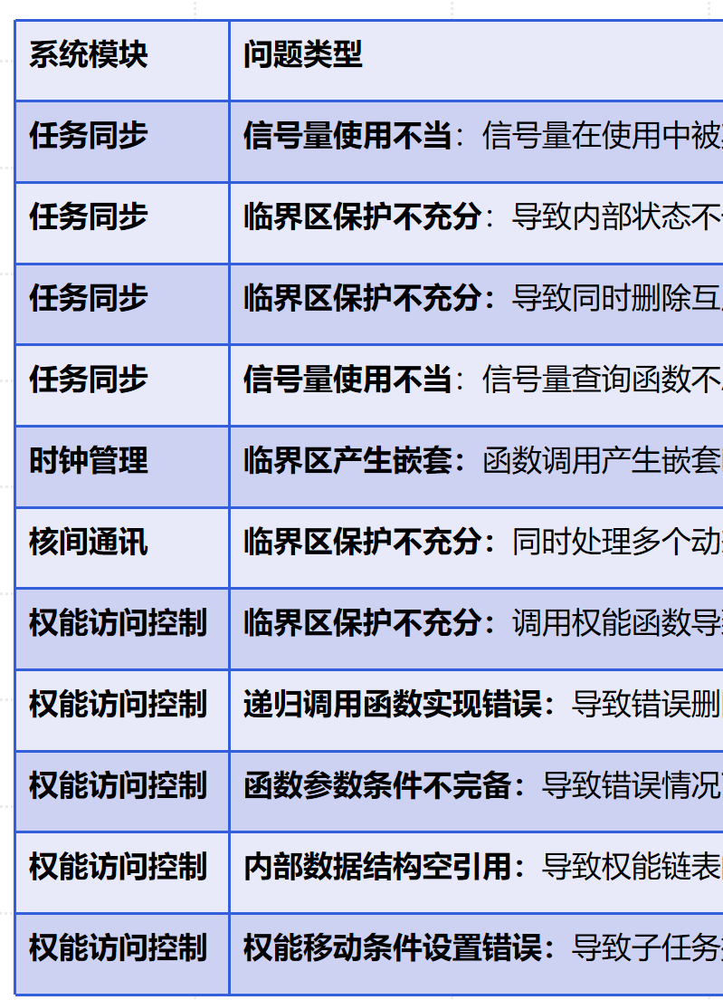 系统模块 问题类型
任务同步 信号量使用不当：信号量在使用中被
任务同步 临界区保护不充分：导致内部状态不
任务同步 临界区保护不充分：导致同时删除互
任务同步 信号量使用不当：信号量查询函数不
时钟管理 临界区产生嵌套：函数调用产生嵌套
核间通讯 临界区保护不充分：同时处理多个动
权能访问控制 临界区保护不充分：调用权能函数导
权能访问控制 递归调用函数实现错误：导致错误删
权能访问控制 函数参数条件不完备：导致错误情况
权能访问控制 内部数据结构空引用：导致权能链表
权能访问控制 权能移动条件设置错误：导致子任务